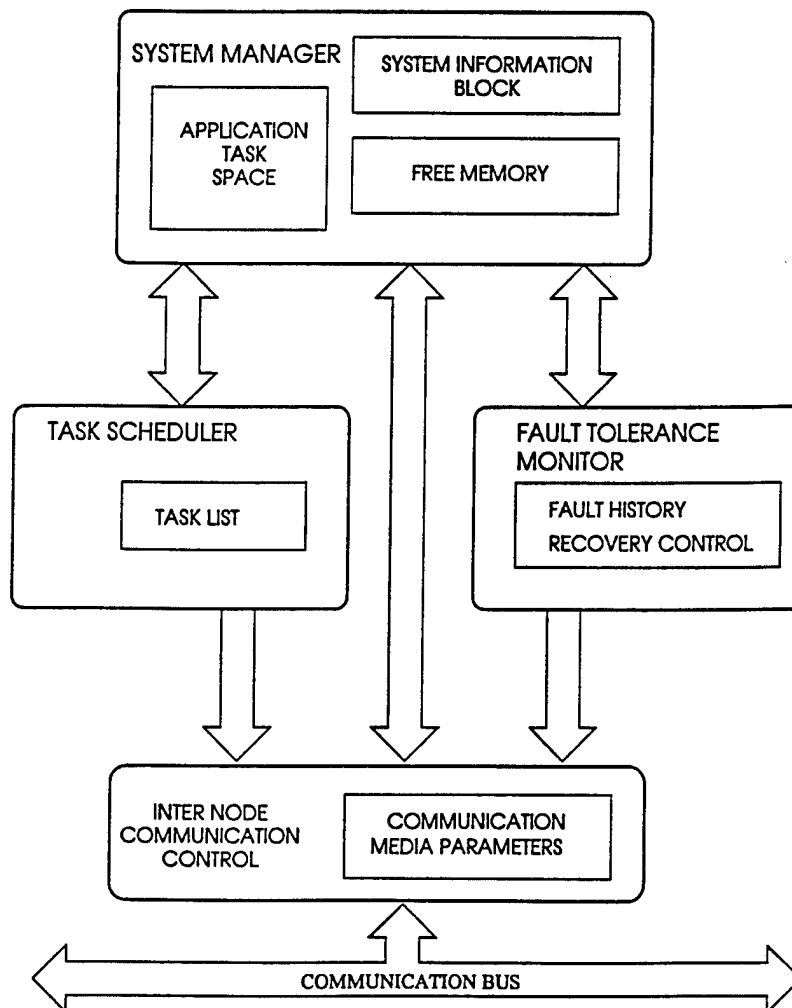 SYSTEM MANAGER
SYSTEM INFORMATION
BLOCK
APPLICATION
TASK
SPACE
FREE MEMORY
TASK SCHEDULER
TASK LIST
FAULT TOLERANCE
MONITOR
FAULT HISTORY
RECOVERY CONTROL
INTER NODE
COMMUNICATION
CONTROL
COMMUNICATION
MEDIA PARAMETERS
COMMUNICATION BUS